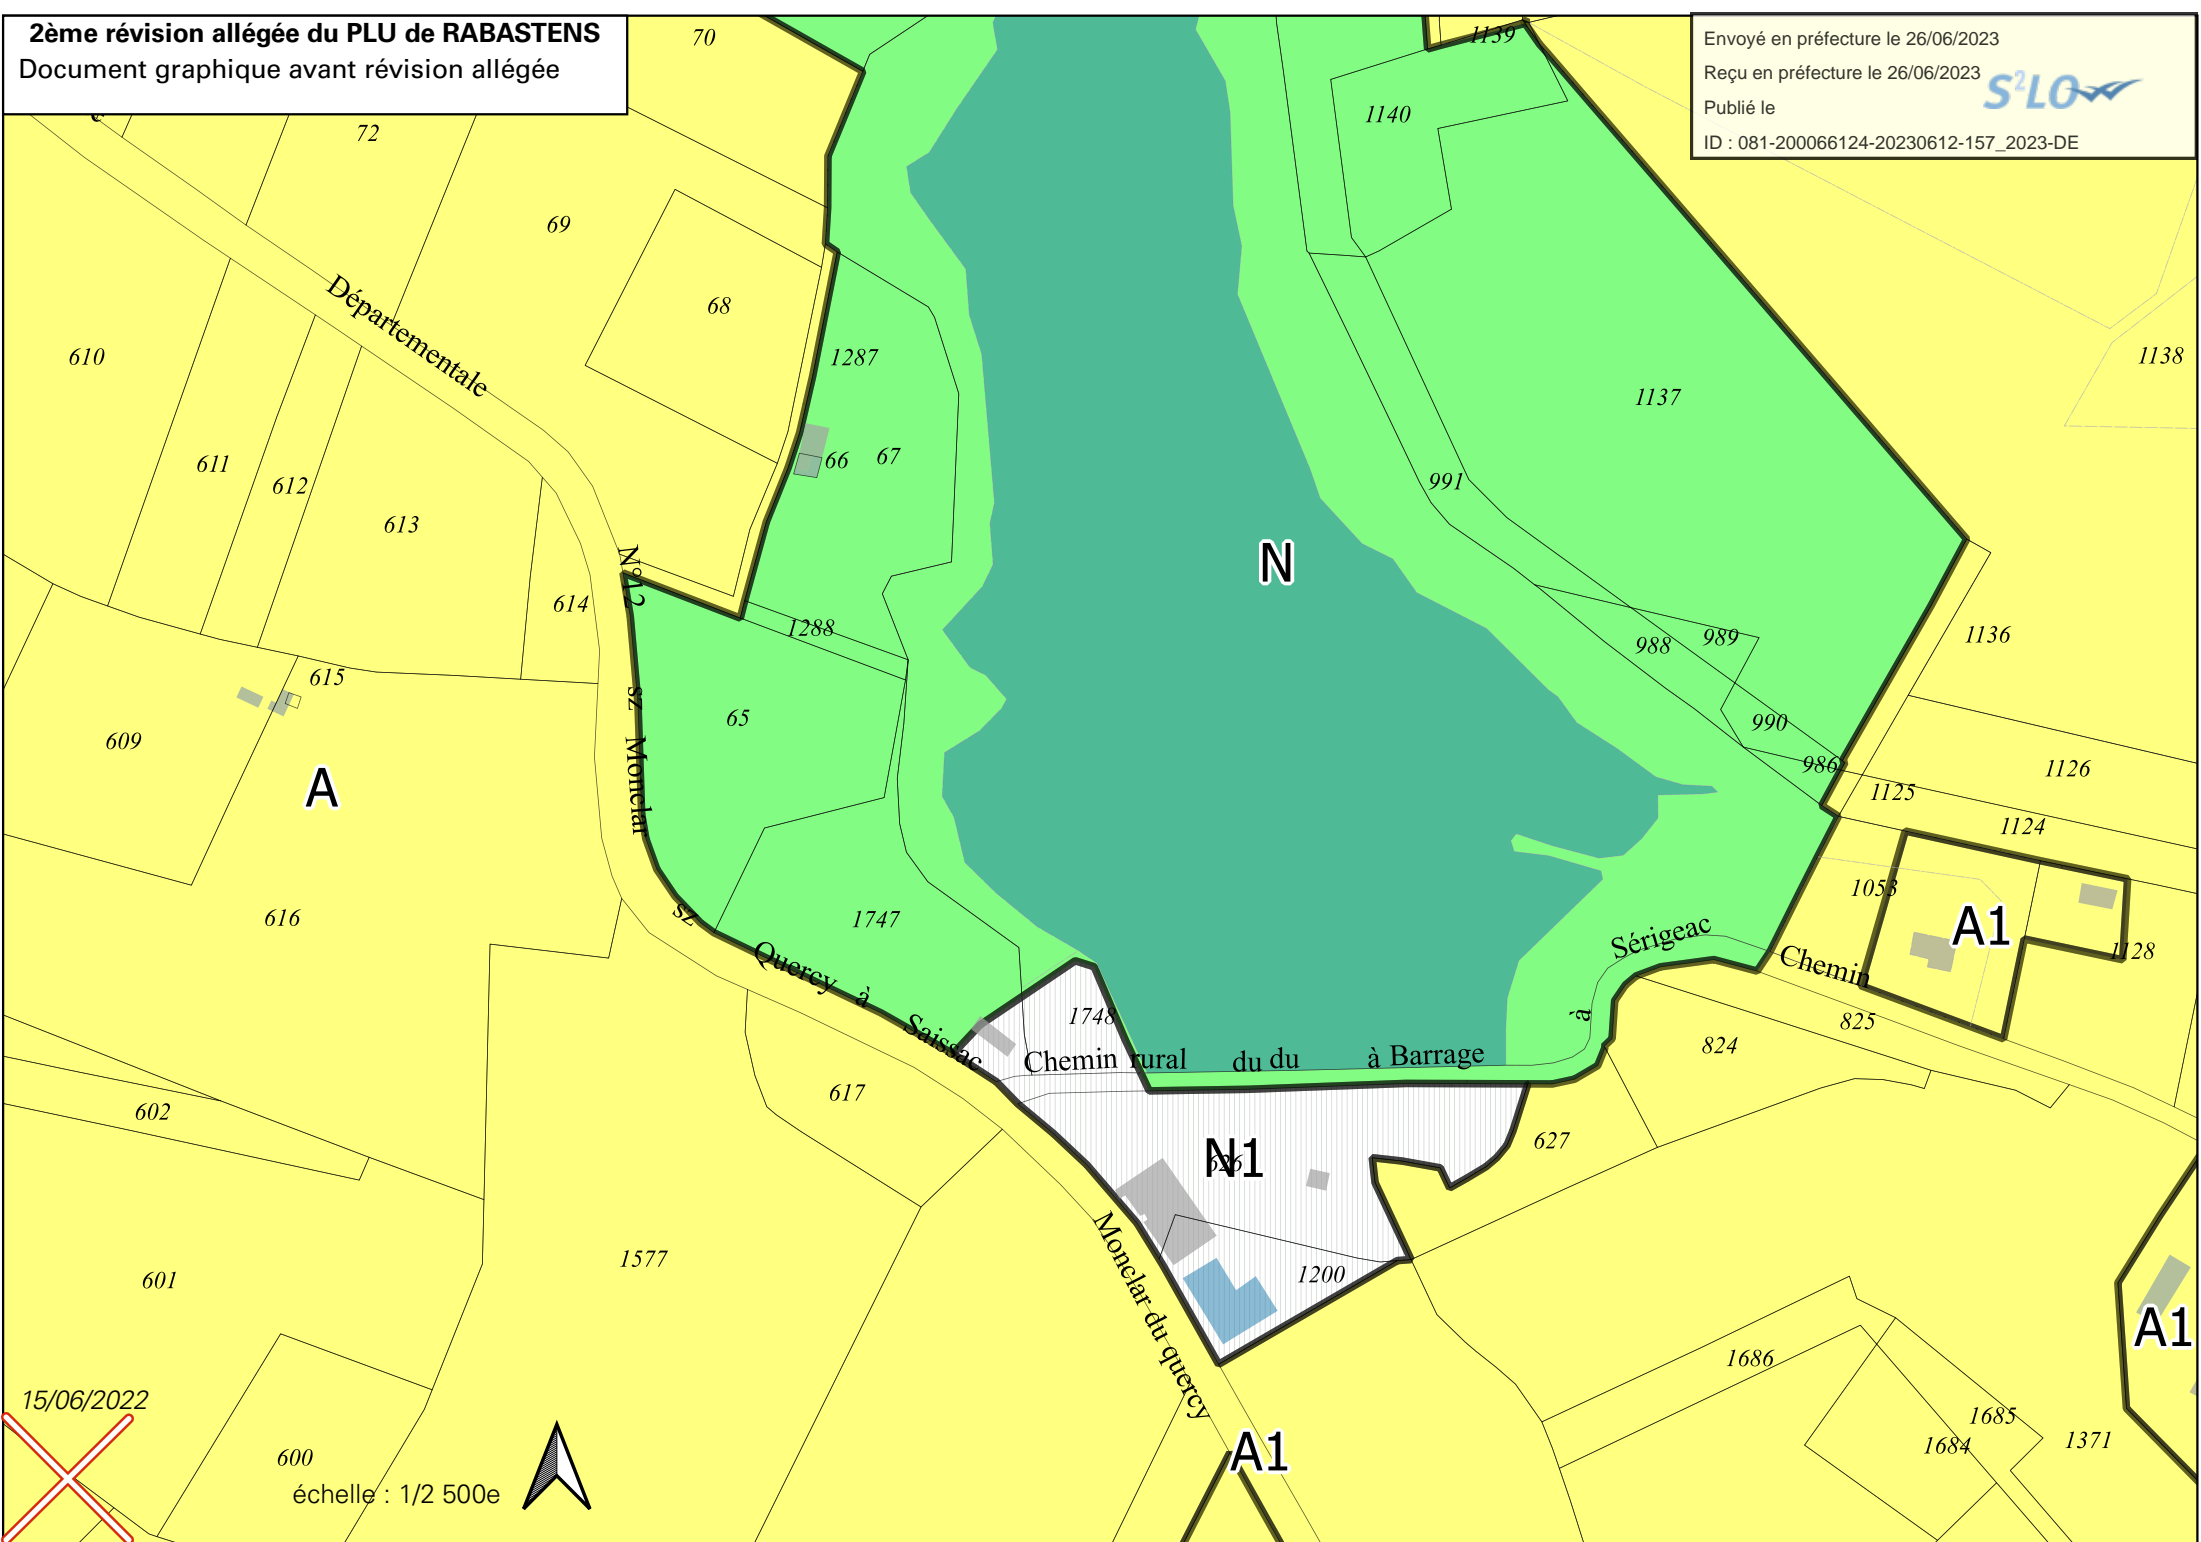 2ème révision allégée du PLU de RABASTENS
Document graphique avant révision allégée
Envoyé en préfecture le 26/06/2023
Reçu en préfecture le 26/06/2023
S²LO
Publié le
ID : 081-200066124-20230612-157_2023-DE
70
1139
72
1140
69
68
Départementale
610
1287
1138
1137
611
66
67
612
991
613
N
N°12
614
1288
1136
988
989
615
sz
65
990
609
986
1126
A
Monclar
1125
1124
1053
616
sz
1747
A1
Sérigeac
1128
Quercy à
Chemin
1748
à
825
Saissac
824
Chemin rural du du à Barrage
617
602
627
N1
626
1577
1200
601
Monclar du quercy
A1
1686
15/06/2022
1685
1371
1684
600
A1
échelle : 1/2 500e